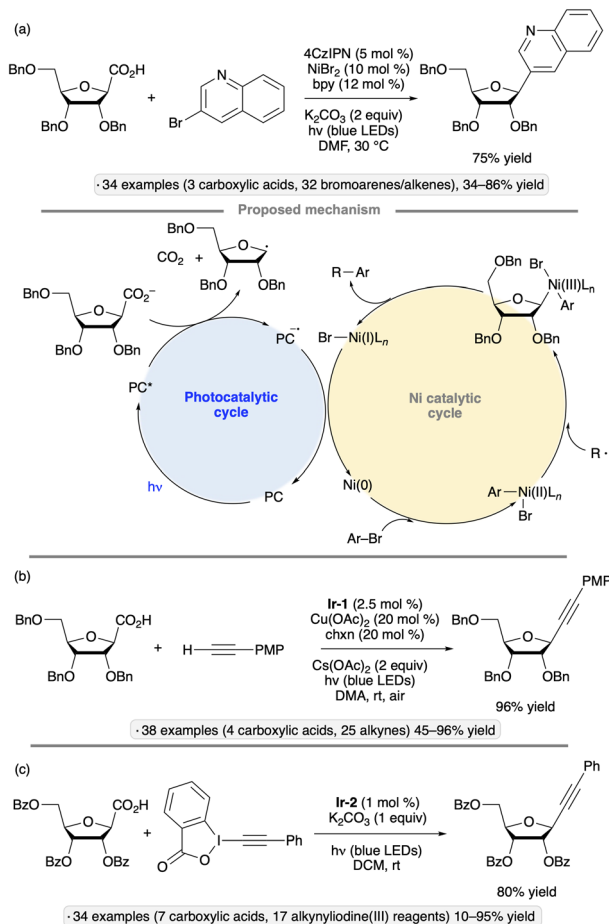 (a)
BnO
CO2H
O
OBn
BnO
+
N
Br
4CzIPN (5 mol %)
NiBr2 (10 mol %)
bpy (12 mol %)
K2CO3 (2 equiv)
hν (blue LEDs)
DMF, 30 °C
N
BnO
O
BnO
OBn
75% yield
· 34 examples (3 carboxylic acids, 32 bromoarenes/alkenes), 34–86% yield
Proposed mechanism
CO2 +
BnO
O
·
OBn
BnO
BnO
CO2−
O
BnO
OBn
PC−•
PC*
Photocatalytic
cycle
hν
PC
R–Ar
Br–Ni(I)Ln
Ni catalytic
cycle
Ni(0)
Ar–Br
Ar–Ni(II)Ln
Br
R ·
Br
Ni(III)Ln
Ar
OBn
O
BnO
OBn
(b)
BnO
CO2H
O
BnO
OBn
+
H
PMP
Ir-1 (2.5 mol %)
Cu(OAc)2 (20 mol %)
chxn (20 mol %)
Cs(OAc)2 (2 equiv)
hν (blue LEDs)
DMA, rt, air
PMP
BnO
O
BnO
OBn
96% yield
· 38 examples (4 carboxylic acids, 25 alkynes) 45–96% yield
(c)
BzO
CO2H
O
BzO
OBz
+
I
Ph
O
O
Ir-2 (1 mol %)
K2CO3 (1 equiv)
hν (blue LEDs)
DCM, rt
Ph
BzO
O
BzO
OBz
80% yield
· 34 examples (7 carboxylic acids, 17 alkynyliodine(III) reagents) 10–95% yield